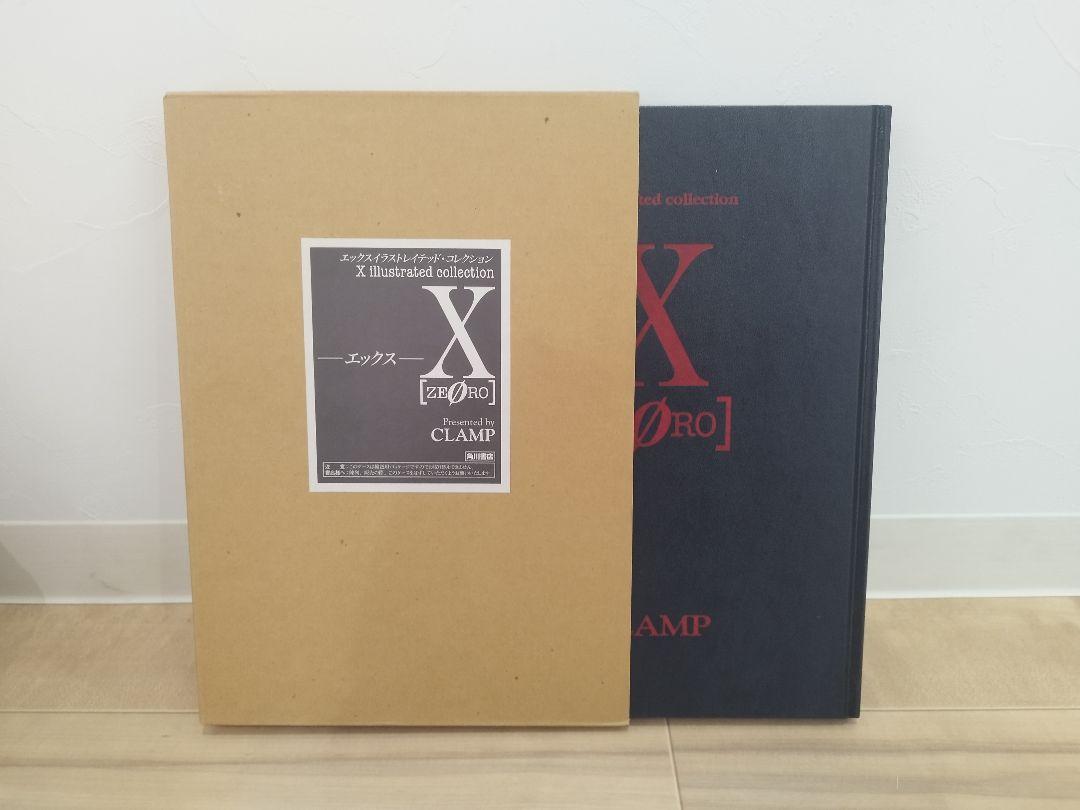 エックスイラストレイテッド・コレクション
X illustrated collection
X
―エックス―
[ZEØRO]
Presented by
CLAMP
角川書店
ted collection
X
ØRO]
LAMP